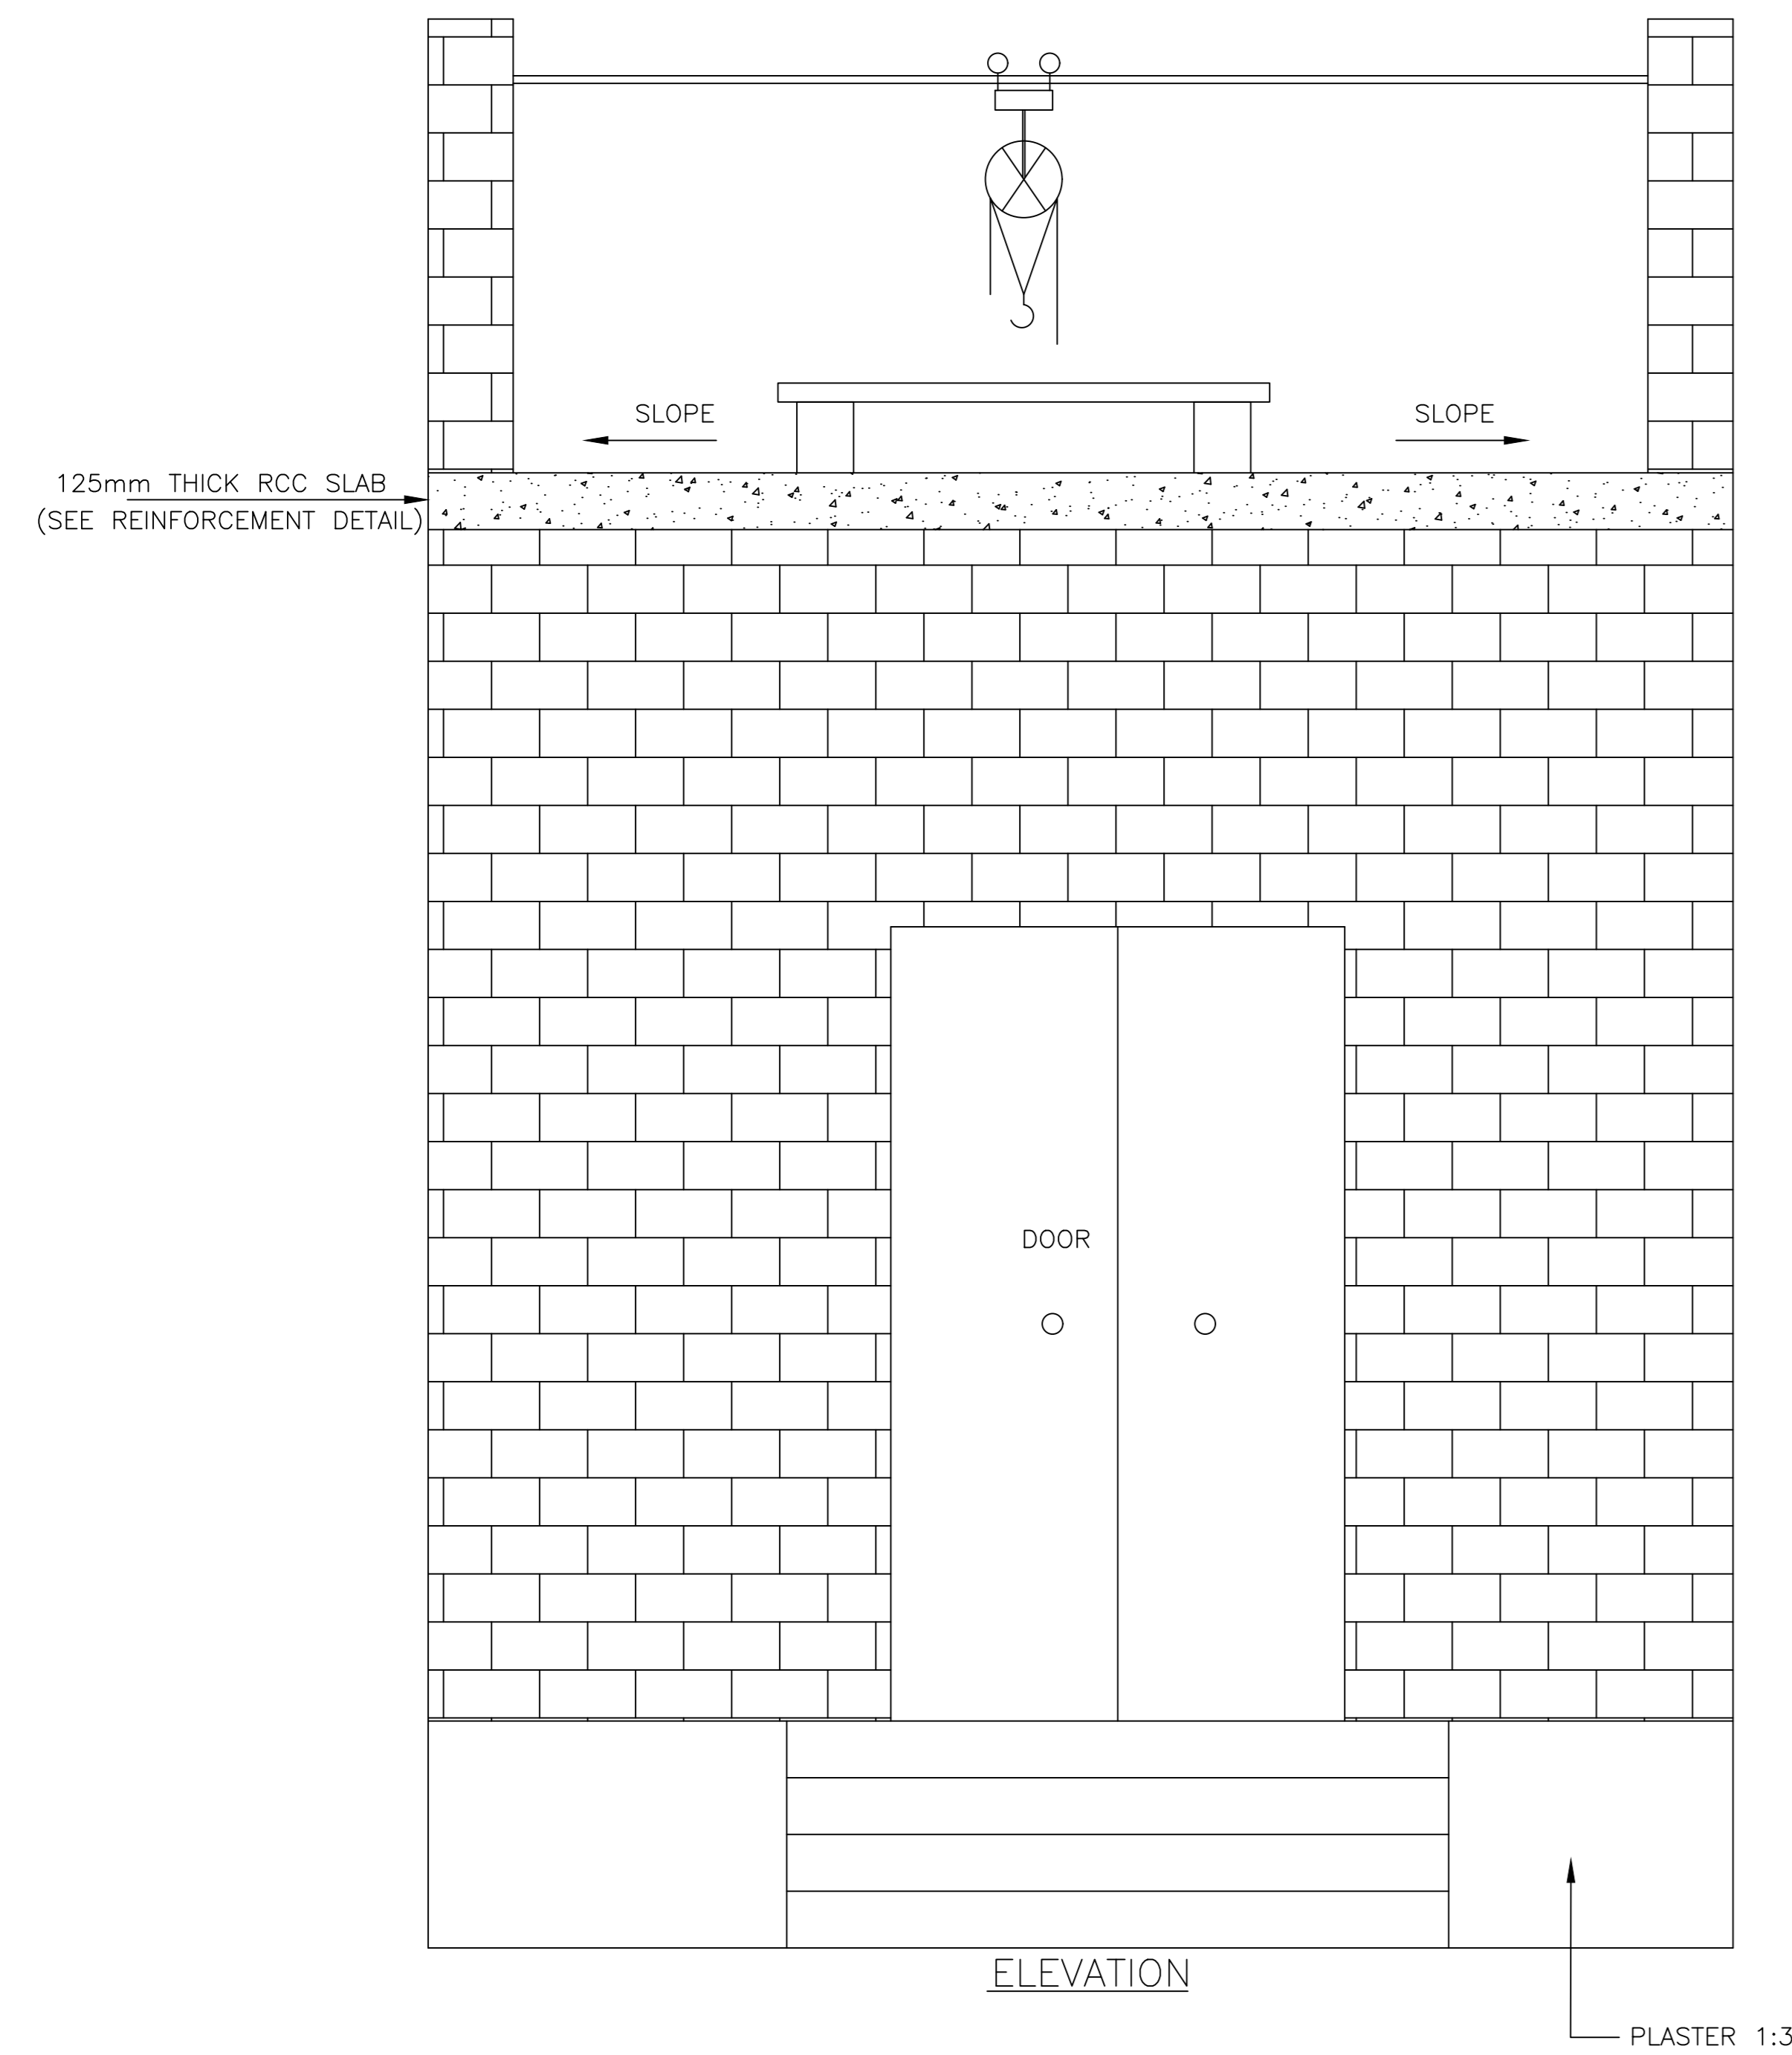 SLOPE
SLOPE
125mm THICK RCC SLAB
(SEE REINFORCEMENT DETAIL)
DOOR
ELEVATION
PLASTER 1:3